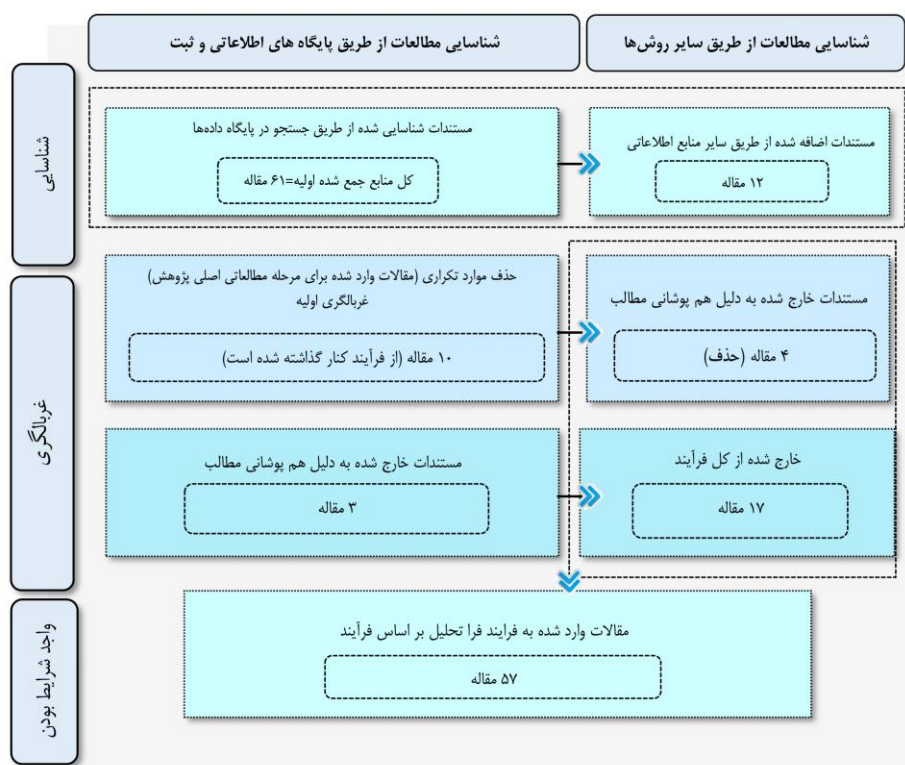 شناسایی مطالعات از طریق سایر روش‌ها
شناسایی مطالعات از طریق پایگاه های اطلاعاتی و ثبت
شناسایی
مستندات اضافه شده از طریق سایر منابع اطلاعاتی
۱۲ مقاله
مستندات شناسایی شده از طریق جستجو در پایگاه داده‌ها
کل منابع جمع شده اولیه=۶۱ مقاله
غربالگری
مستندات خارج شده به دلیل هم پوشانی مطالب
۴ مقاله (حذف)
حذف موارد تکراری (مقالات وارد شده برای مرحله مطالعاتی اصلی پژوهش)
غربالگری اولیه
۱۰ مقاله (از فرآیند کنار گذاشته شده است)
خارج شده از کل فرآیند
۱۷ مقاله
مستندات خارج شده به دلیل هم پوشانی مطالب
۳ مقاله
واجد شرایط بودن
مقالات وارد شده به فرایند فرا تحلیل بر اساس فرآیند
۵۷ مقاله